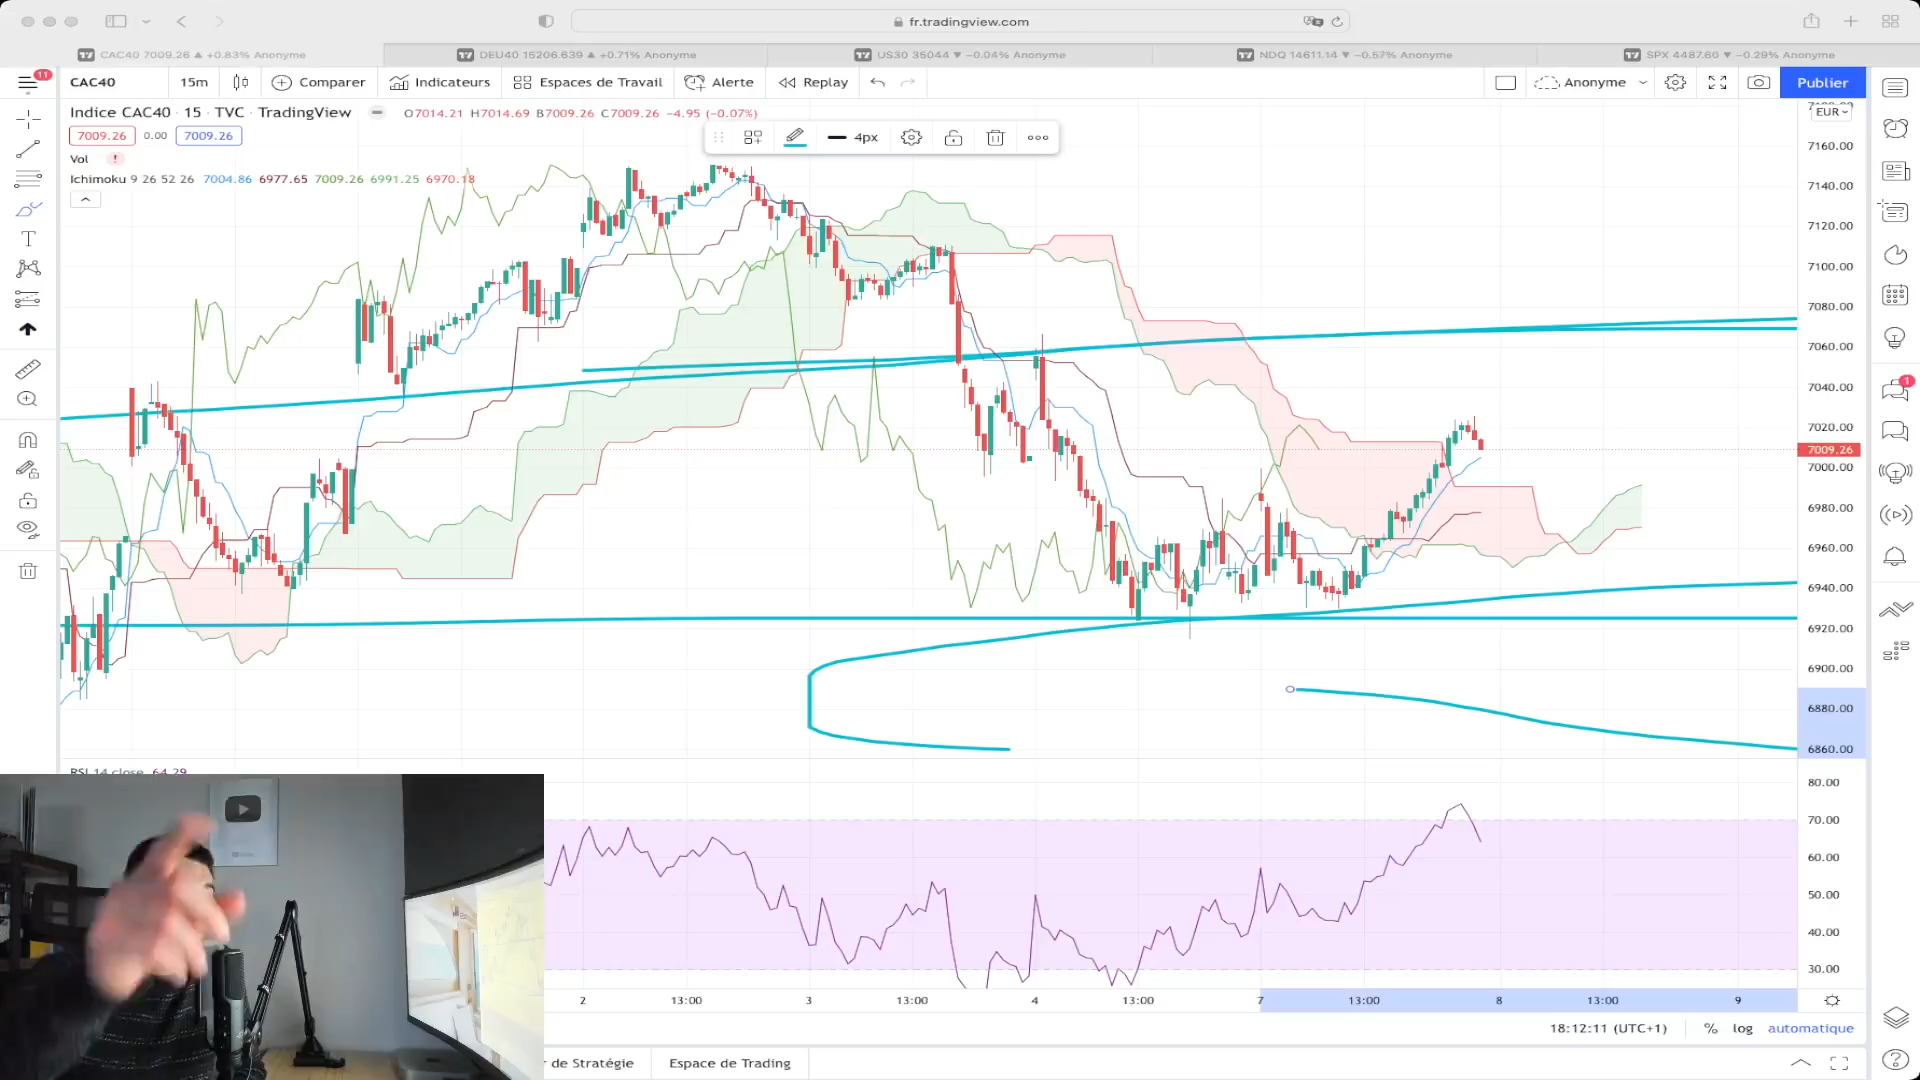 fr.tradingview.com
CAC40 7009.26 ▲ +0.83% Anonyme
DEU40 15206.639 ▲ +0.71% Anonyme
US30 35044 ▼ −0.04% Anonyme
NDQ 14611.14 ▼ −0.57% Anonyme
SPX 4487.60 ▼ −0.29% Anonyme
11
CAC40 15m Comparer Indicateurs Espaces de Travail Alerte Replay Anonyme Publier
Indice CAC40 · 15 · TVC · TradingView O7014.21 H7014.69 B7009.26 C7009.26 −4.95 (−0.07%)
EUR
7009.26 0.00 7009.26
4px
Vol
Ichimoku 9 26 52 26 7004.86 6977.65 7009.26 6991.25 6970.18
7160.00
7140.00
7120.00
7100.00
7080.00
7060.00
7040.00
7020.00
7009.26
7000.00
6980.00
6960.00
6940.00
6920.00
6900.00
6880.00
6860.00
1
RSI 14 close 64.29
80.00
70.00
60.00
50.00
40.00
30.00
2 13:00 3 13:00 4 13:00 7 13:00 8 13:00 9
18:12:11 (UTC+1) % log automatique
r de Stratégie Espace de Trading